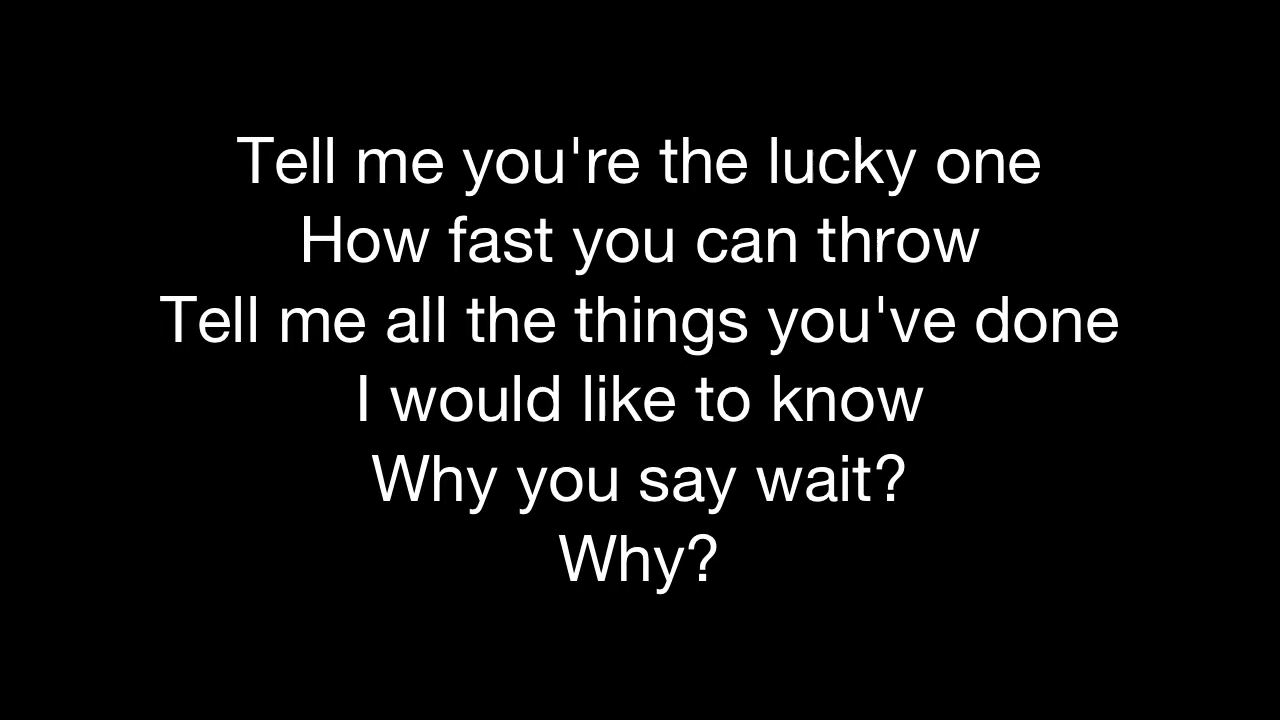 Tell me you're the lucky one
How fast you can throw
Tell me all the things you've done
I would like to know
Why you say wait?
Why?